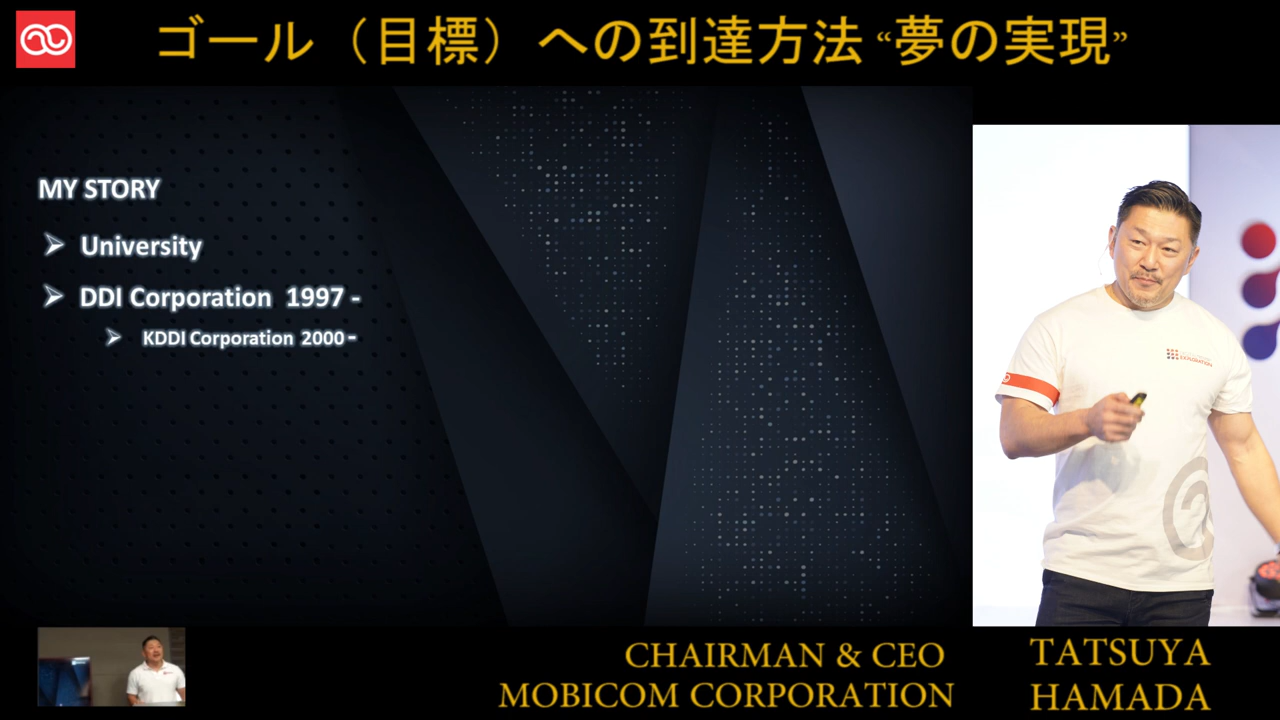 ゴール（目標）への到達方法 “夢の実現”
MY STORY
University
DDI Corporation 1997 -
KDDI Corporation 2000 -
EXPLORATION
CHAIRMAN & CEO
MOBICOM CORPORATION
TATSUYA
HAMADA